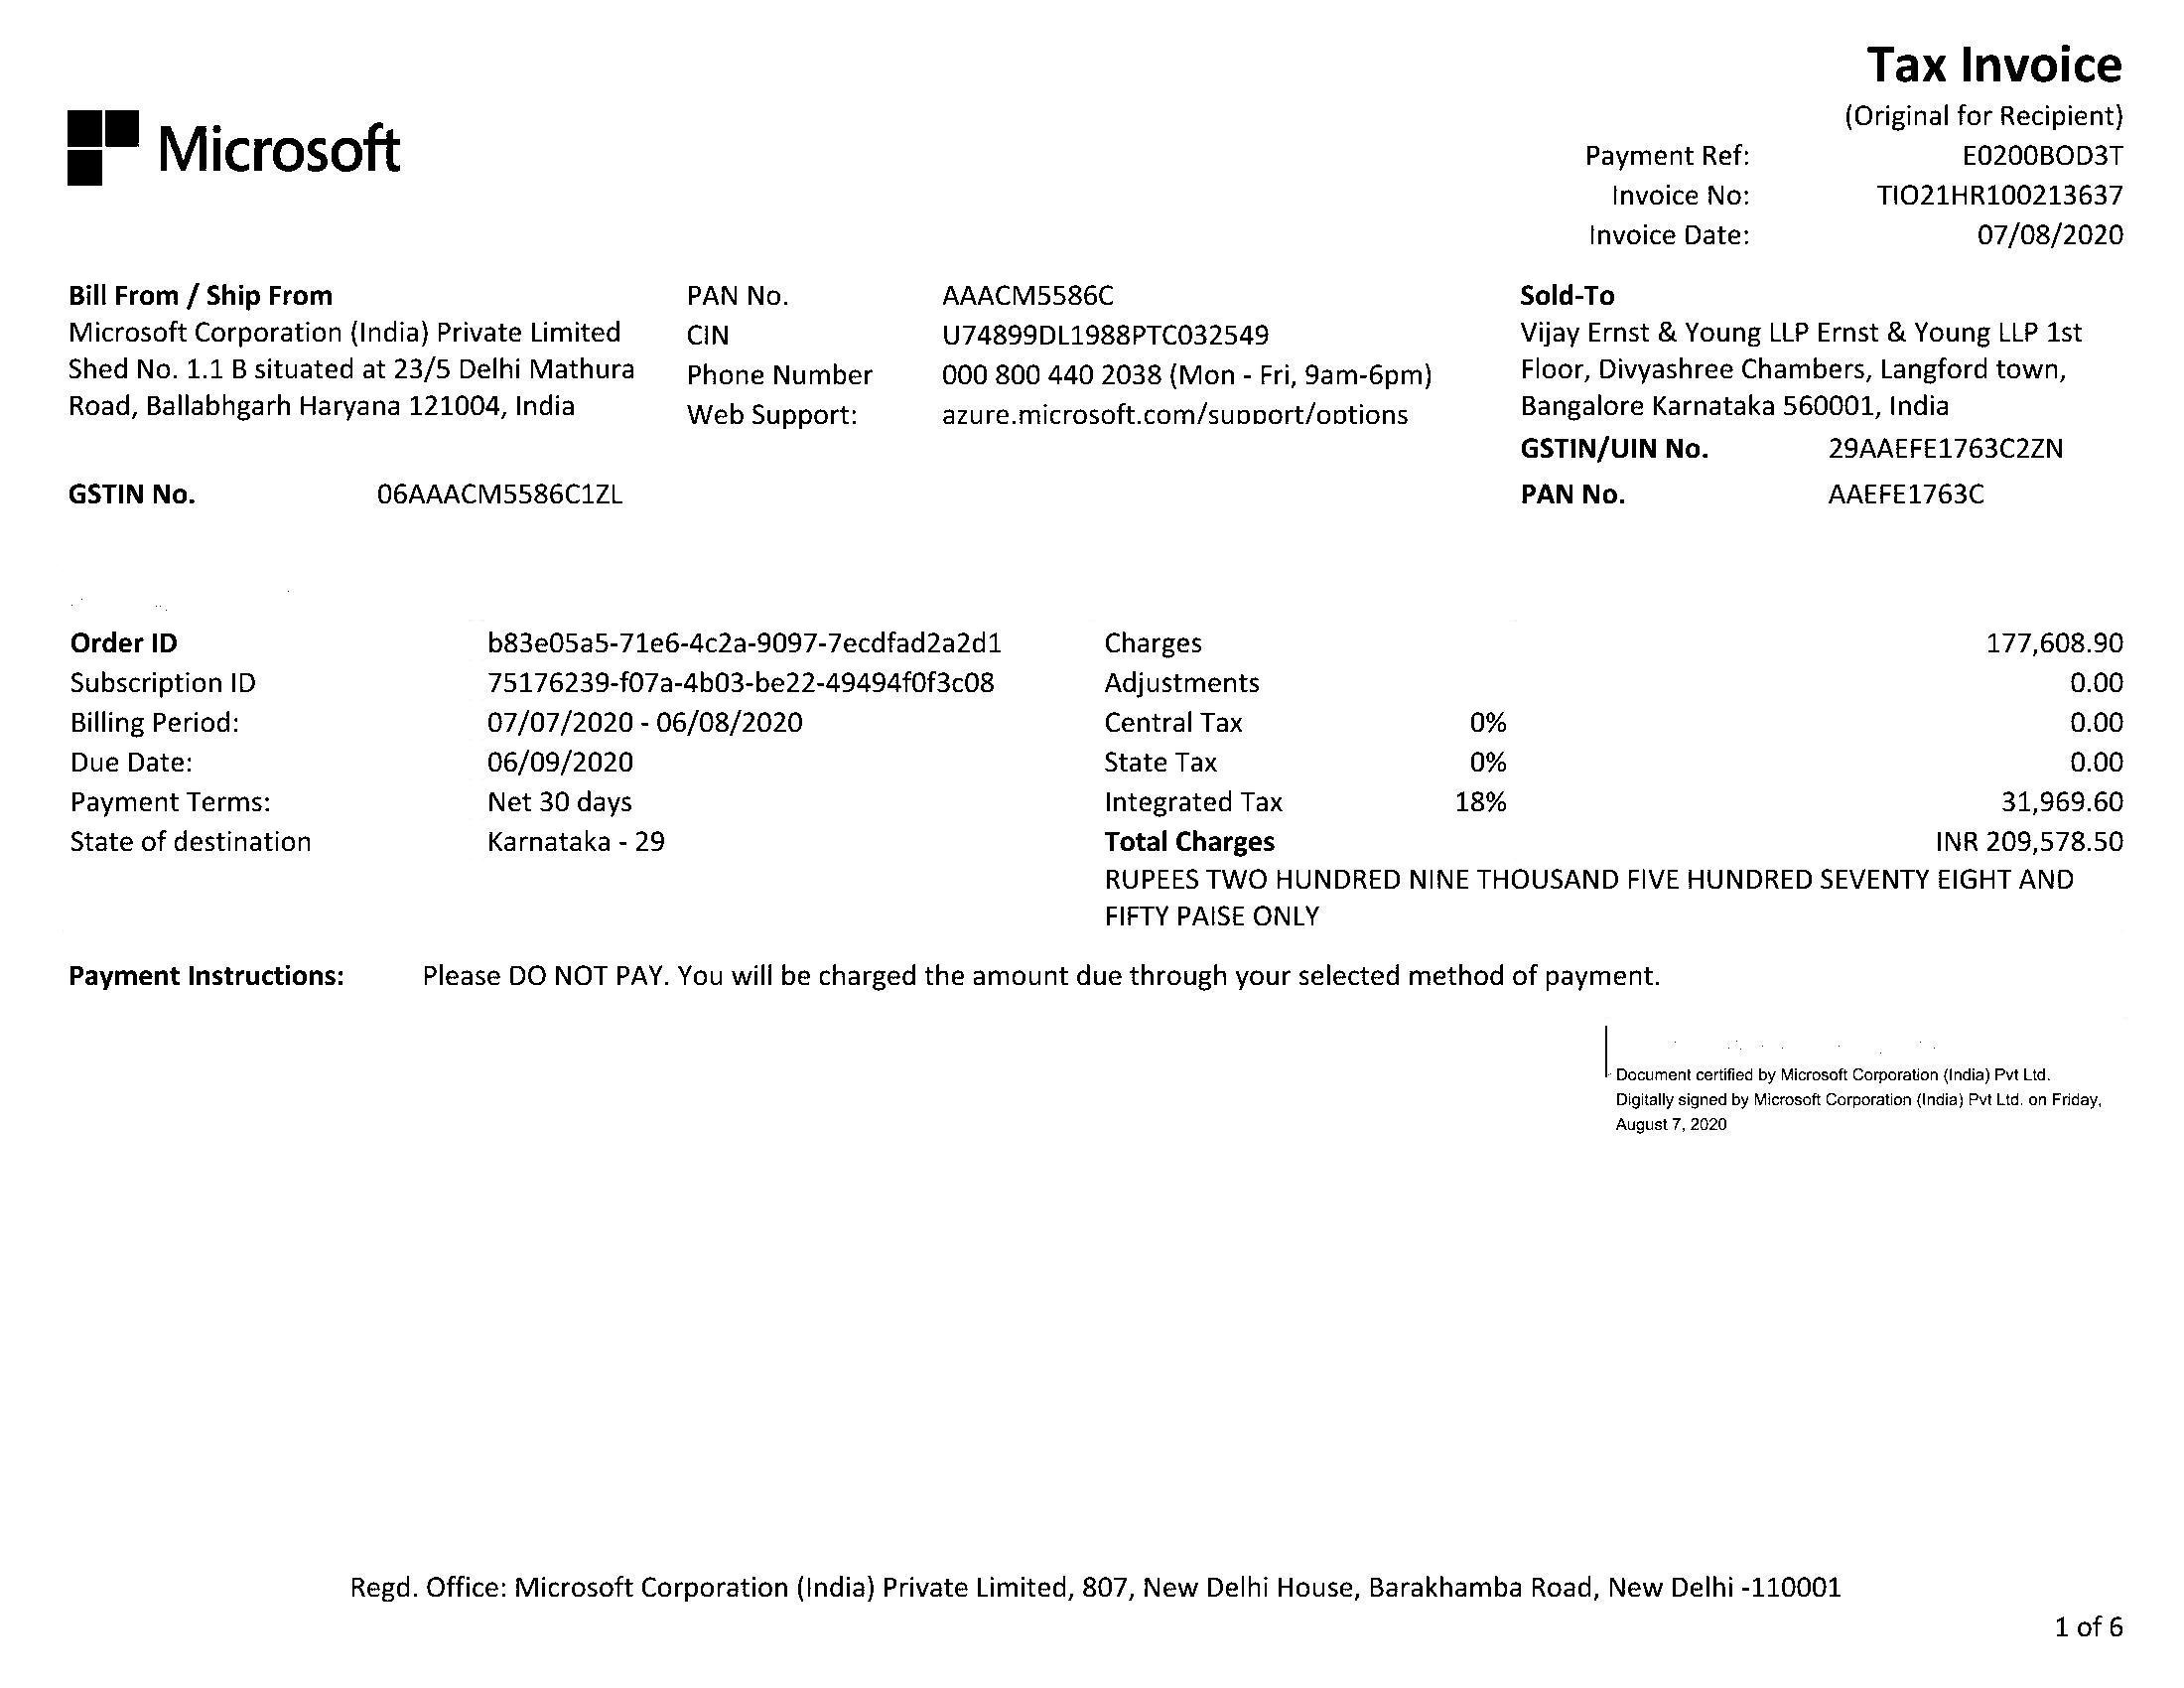 Tax Invoice
(Original for Recipient)
Microsoft
Payment Ref: E0200BOD3T
Invoice No: TIO21HR100213637
Invoice Date: 07/08/2020
Bill From / Ship From
Microsoft Corporation (India) Private Limited
Shed No. 1.1 B situated at 23/5 Delhi Mathura
Road, Ballabhgarh Haryana 121004, India
GSTIN No. 06AAACM5586C1ZL
PAN No. AAACM5586C
CIN U74899DL1988PTC032549
Phone Number 000 800 440 2038 (Mon - Fri, 9am-6pm)
Web Support: azure.microsoft.com/support/options
Sold-To
Vijay Ernst & Young LLP Ernst & Young LLP 1st
Floor, Divyashree Chambers, Langford town,
Bangalore Karnataka 560001, India
GSTIN/UIN No. 29AAEFE1763C2ZN
PAN No. AAEFE1763C
Order ID b83e05a5-71e6-4c2a-9097-7ecdfad2a2d1
Subscription ID 75176239-f07a-4b03-be22-49494f0f3c08
Billing Period: 07/07/2020 - 06/08/2020
Due Date: 06/09/2020
Payment Terms: Net 30 days
State of destination Karnataka - 29
Charges 177,608.90
Adjustments 0.00
Central Tax 0% 0.00
State Tax 0% 0.00
Integrated Tax 18% 31,969.60
Total Charges INR 209,578.50
RUPEES TWO HUNDRED NINE THOUSAND FIVE HUNDRED SEVENTY EIGHT AND
FIFTY PAISE ONLY
Payment Instructions: Please DO NOT PAY. You will be charged the amount due through your selected method of payment.
Document certified by Microsoft Corporation (India) Pvt Ltd.
Digitally signed by Microsoft Corporation (India) Pvt Ltd. on Friday,
August 7, 2020
Regd. Office: Microsoft Corporation (India) Private Limited, 807, New Delhi House, Barakhamba Road, New Delhi -110001
1 of 6